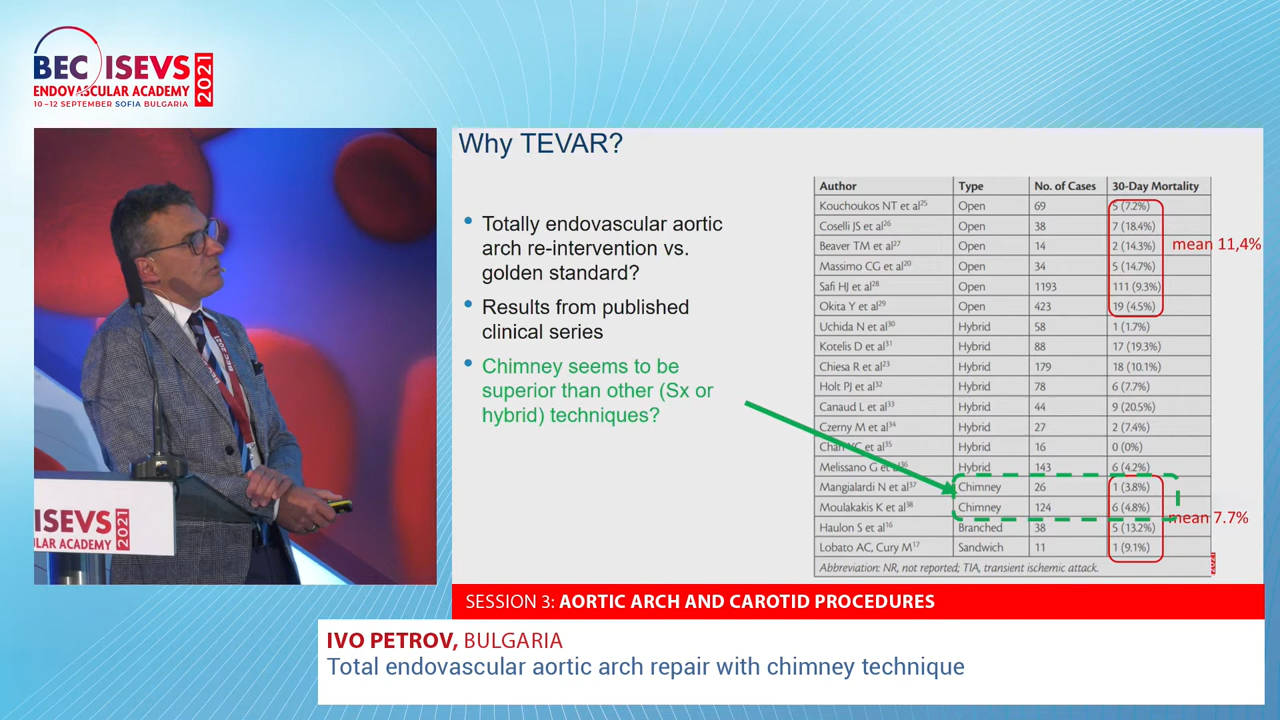 BEC ISEVS 2021
ENDOVASCULAR ACADEMY
10–12 SEPTEMBER SOFIA BULGARIA
ISEVS 2021
LAR ACADEMY
Why TEVAR?
• Totally endovascular aortic
arch re-intervention vs.
golden standard?
• Results from published
clinical series
• Chimney seems to be
superior than other (Sx or
hybrid) techniques?
Author Type No. of Cases 30-Day Mortality
Kouchoukos NT et al25 Open 69 5 (7.2%)
Coselli JS et al26 Open 38 7 (18.4%)
Beaver TM et al27 Open 14 2 (14.3%)
Massimo CG et al20 Open 34 5 (14.7%)
Safi HJ et al28 Open 1193 111 (9.3%)
Okita Y et al29 Open 423 19 (4.5%)
Uchida N et al30 Hybrid 58 1 (1.7%)
Kotelis D et al31 Hybrid 88 17 (19.3%)
Chiesa R et al23 Hybrid 179 18 (10.1%)
Holt PJ et al32 Hybrid 78 6 (7.7%)
Canaud L et al33 Hybrid 44 9 (20.5%)
Czerny M et al34 Hybrid 27 2 (7.4%)
Chan YC et al35 Hybrid 16 0 (0%)
Melissano G et al36 Hybrid 143 6 (4.2%)
Mangialardi N et al37 Chimney 26 1 (3.8%)
Moulakakis K et al38 Chimney 124 6 (4.8%)
Haulon S et al16 Branched 38 5 (13.2%)
Lobato AC, Cury M17 Sandwich 11 1 (9.1%)
Abbreviation: NR, not reported; TIA, transient ischemic attack.
mean 11,4%
mean 7.7%
2021
SESSION 3: AORTIC ARCH AND CAROTID PROCEDURES
IVO PETROV, BULGARIA
Total endovascular aortic arch repair with chimney technique